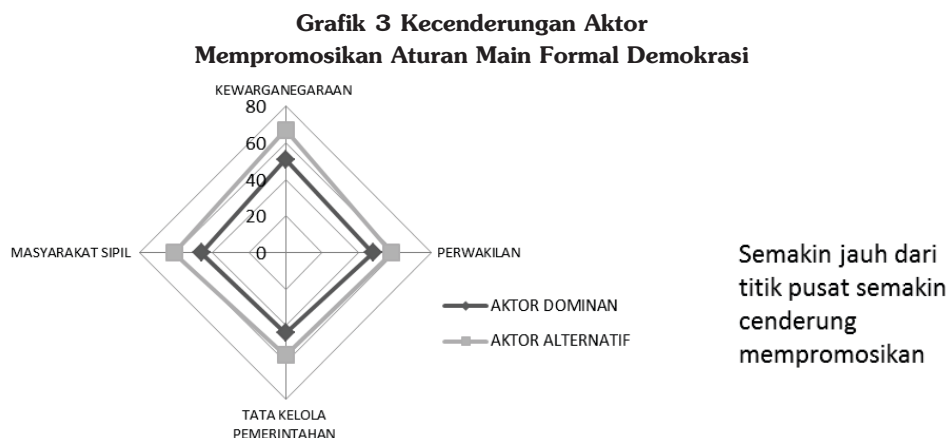 Grafik 3 Kecenderungan Aktor
Mempromosikan Aturan Main Formal Demokrasi
KEWARGANEGARAAN
80
60
40
20
0
MASYARAKAT SIPIL
PERWAKILAN
AKTOR DOMINAN
AKTOR ALTERNATIF
TATA KELOLA
PEMERINTAHAN
Semakin jauh dari
titik pusat semakin
cenderung
mempromosikan